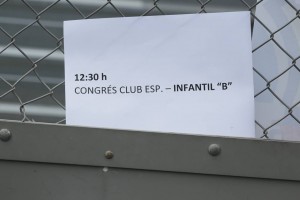 12:30 h
CONGRÉS CLUB ESP. – INFANTIL “B”